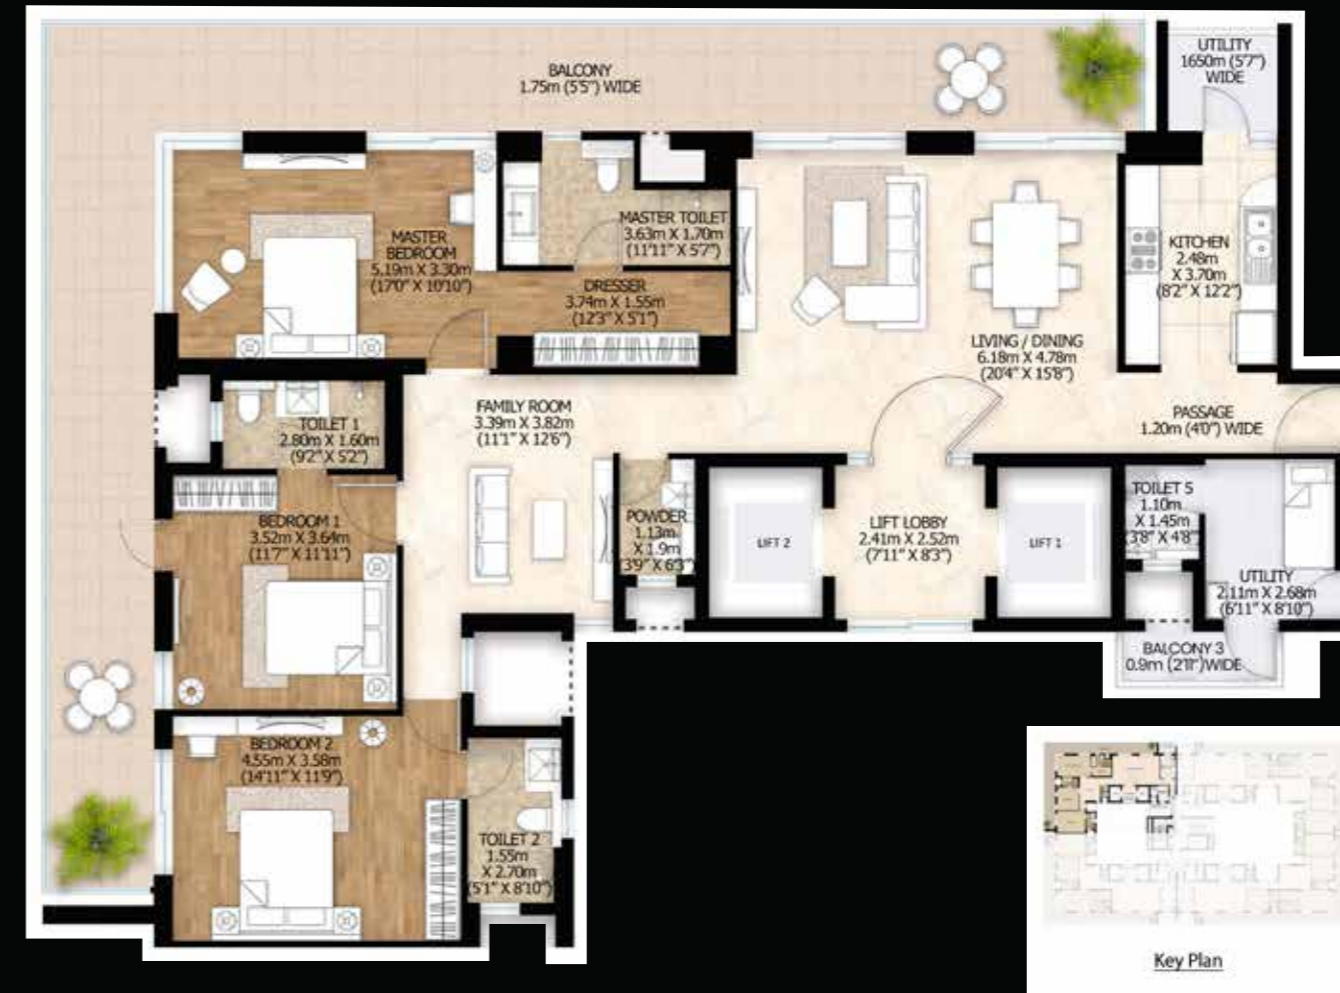 BALCONY
1.75m (5'5") WIDE
UTILITY
1650m (5'7")
WIDE
MASTER
BEDROOM
5.19m X 3.30m
(17'0" X 10'10")
MASTER TOILET
3.63m X 1.70m
(11'11" X 5'7")
DRESSER
3.74m X 1.55m
(12'3" X 5'1")
KITCHEN
2.48m
X 3.70m
(8'2" X 12'2")
LIVING / DINING
6.18m X 4.78m
(20'4" X 15'8")
TOILET 1
2.80m X 1.60m
(9'2" X 5'2")
FAMILY ROOM
3.39m X 3.82m
(11'1" X 12'6")
PASSAGE
1.20m (4'0") WIDE
BEDROOM 1
3.52m X 3.64m
(11'7" X 11'11")
POWDER
1.13m
X 1.9m
(3'9" X 6'3")
LIFT 2
LIFT LOBBY
2.41m X 2.52m
(7'11" X 8'3")
LIFT 1
TOILET 5
1.10m
X 1.45m
(3'8" X 4'8")
UTILITY
2.11m X 2.68m
(6'11" X 8'10")
BALCONY 3
0.9m (2'11")WIDE
BEDROOM 2
4.55m X 3.58m
(14'11" X 11'9")
TOILET 2
1.55m
X 2.70m
(5'1" X 8'10")
Key Plan